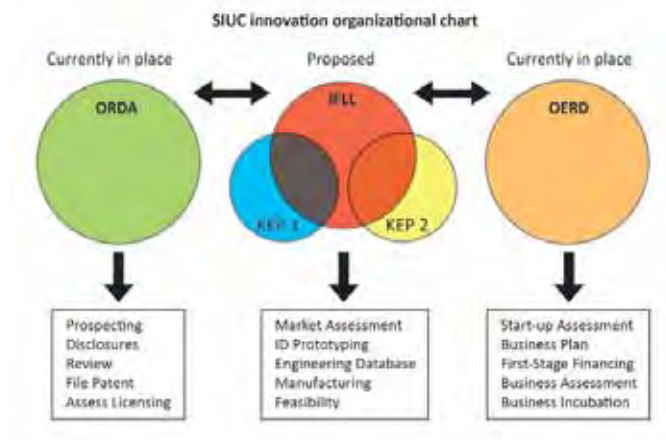 SIUC innovation organizational chart
Currently in place
Proposed
Currently in place
ORDA
IFLL
OERD
KEP 1
KEP 2
Prospecting
Disclosures
Review
File Patent
Assess Licensing
Market Assessment
ID Prototyping
Engineering Database
Manufacturing
Feasibility
Start-up Assessment
Business Plan
First-Stage Financing
Business Assessment
Business Incubation